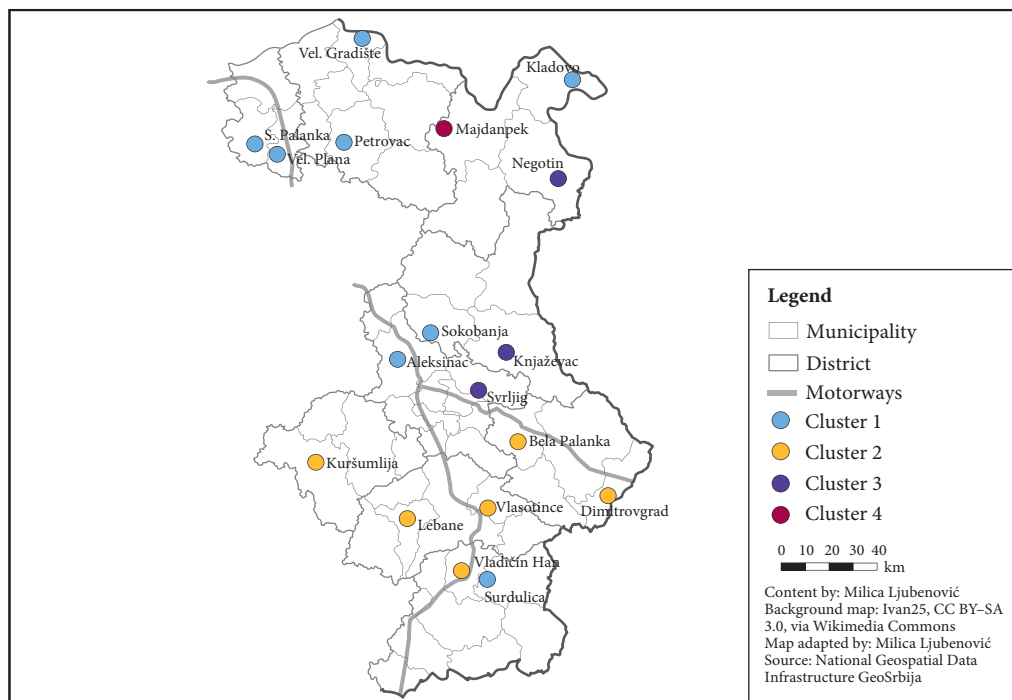 Vel. Gradište
Kladovo
S. Palanka
Vel. Plana
Petrovac
Majdanpek
Negotin
Sokobanja
Aleksinac
Knjaževac
Svrljig
Bela Palanka
Kuršumlija
Dimitrovgrad
Vlasotince
Lebane
Vladičin Han
Surdulica
Legend
Municipality
District
Motorways
Cluster 1
Cluster 2
Cluster 3
Cluster 4
0 10 20 30 40
km
Content by: Milica Ljubenović
Background map: Ivan25, CC BY–SA
3.0, via Wikimedia Commons
Map adapted by: Milica Ljubenović
Source: National Geospatial Data
Infrastructure GeoSrbija